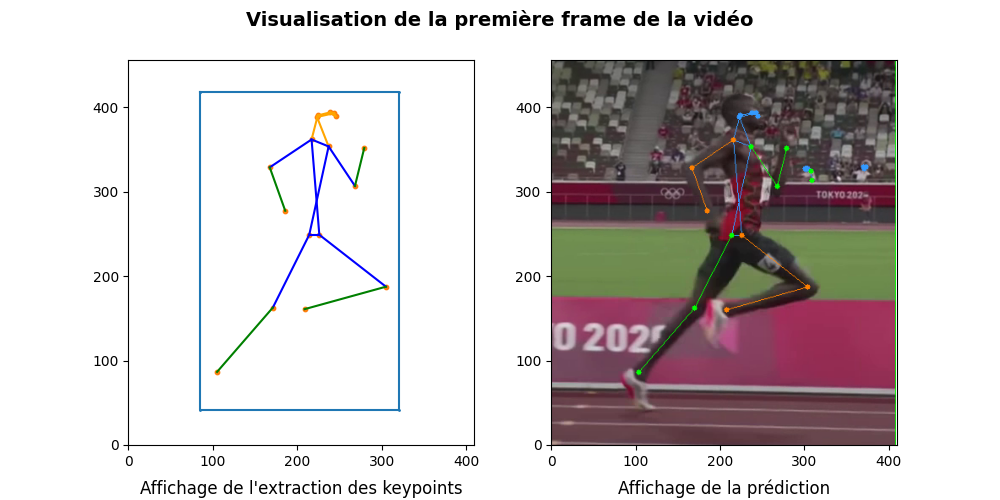 Visualisation de la première frame de la vidéo
400
300
200
100
0
0 100 200 300 400
Affichage de l'extraction des keypoints
400
300
200
100
0
TOKYO 202
O 2020
0 100 200 300 400
Affichage de la prédiction